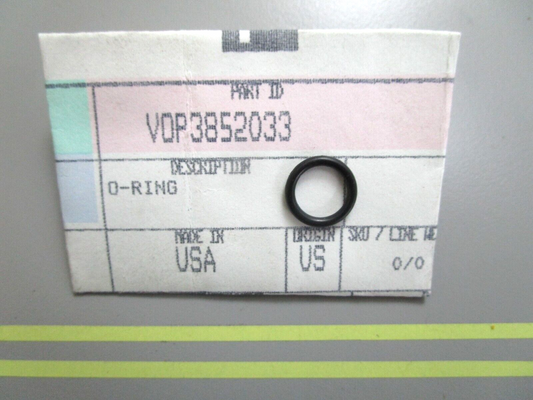 PART ID
VOP3852033
DESCRIPTION
O-RING
MADE IN
USA
ORIGIN
US
SKU / LINE
0/0